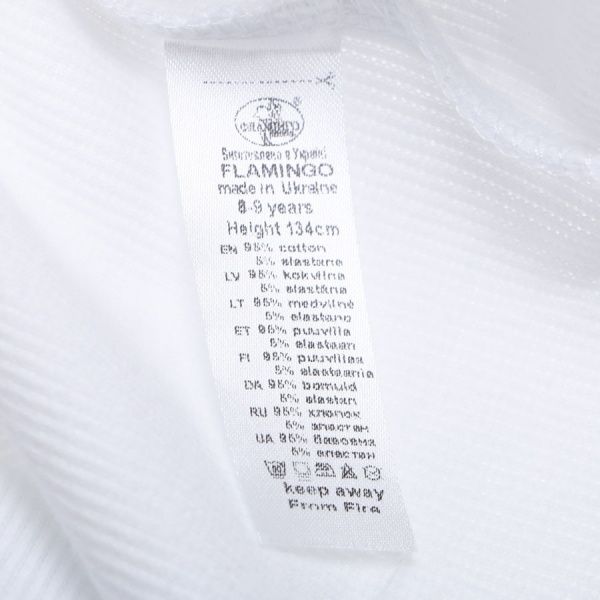 Виготовлено в Україні
FLAMINGO
made in Ukraine
8-9 years
Height 134cm
EN 95% cotton
5% elastane
LV 95% kokvilna
5% elastāna
LT 95% medvilnė
5% elastano
ET 95% puuvilla
5% elastaan
FI 95% puuvillaa
5% elastaania
DA 95% bomuld
5% elastan
RU 95% хлопок
5% эластан
UA 95% бавовна
5% еластан
keep away
From Fire